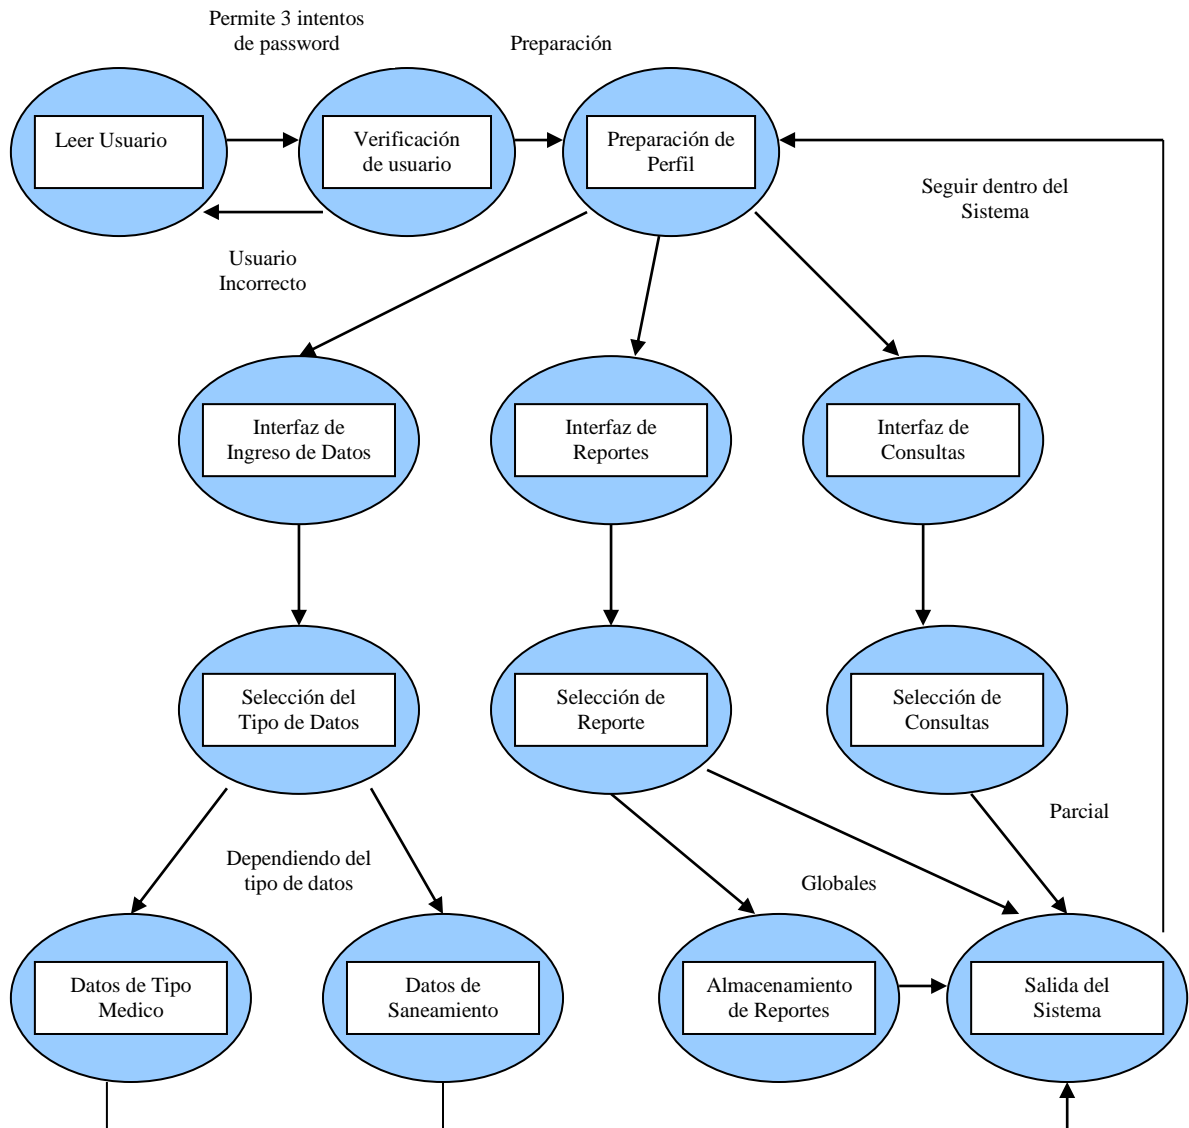 Permite 3 intentos
de password
Preparación
Leer Usuario
Verificación
de usuario
Preparación de
Perfil
Seguir dentro del
Sistema
Usuario
Incorrecto
Interfaz de
Ingreso de Datos
Interfaz de
Reportes
Interfaz de
Consultas
Selección del
Tipo de Datos
Selección de
Reporte
Selección de
Consultas
Parcial
Dependiendo del
tipo de datos
Globales
Datos de Tipo
Medico
Datos de
Saneamiento
Almacenamiento
de Reportes
Salida del
Sistema